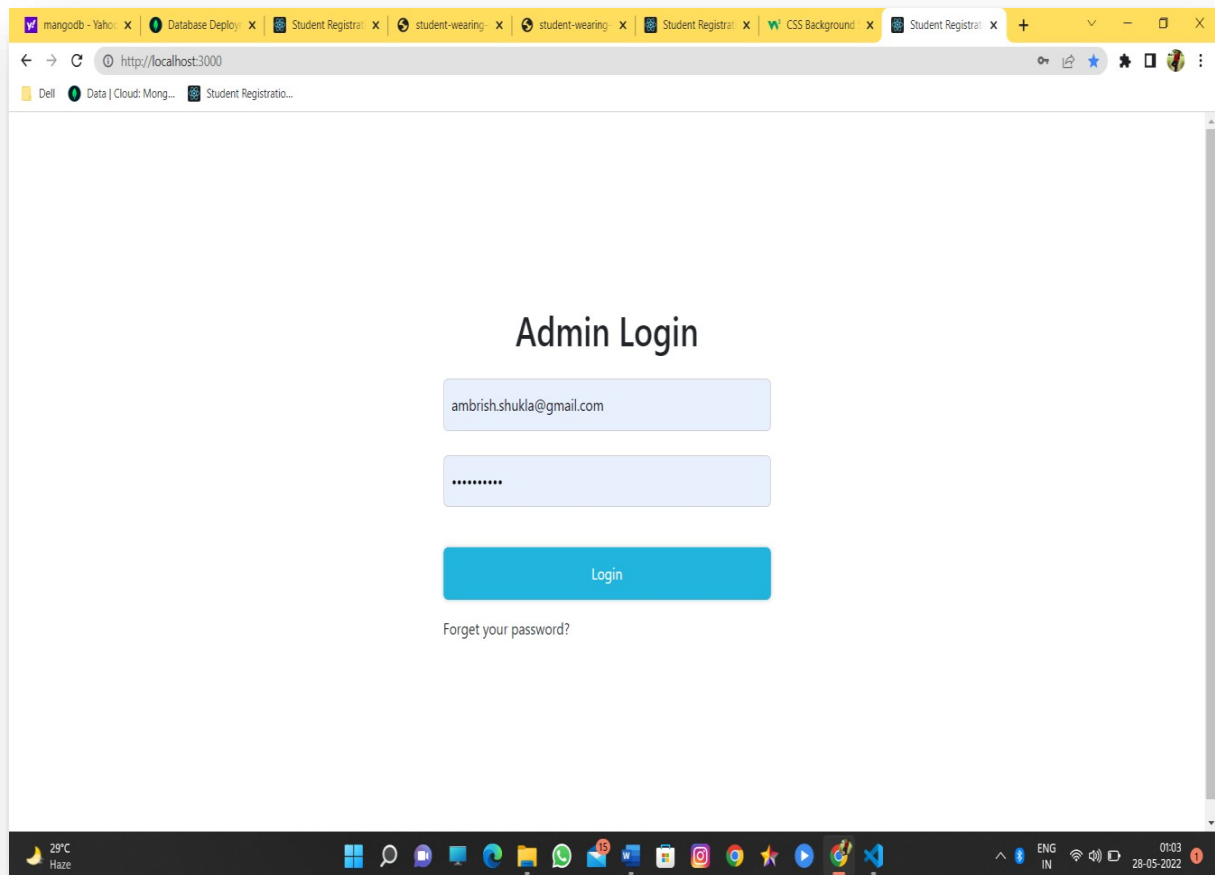 mangodb - Yahoo
Database Deploy
Student Registrat
student-wearing-
student-wearing-
Student Registrat
CSS Background
Student Registrat
http://localhost:3000
Dell
Data | Cloud: Mong...
Student Registratio...
Admin Login
ambrish.shukla@gmail.com
••••••••••
Login
Forget your password?
29°C
Haze
15
ENG
IN
01:03
28-05-2022
1